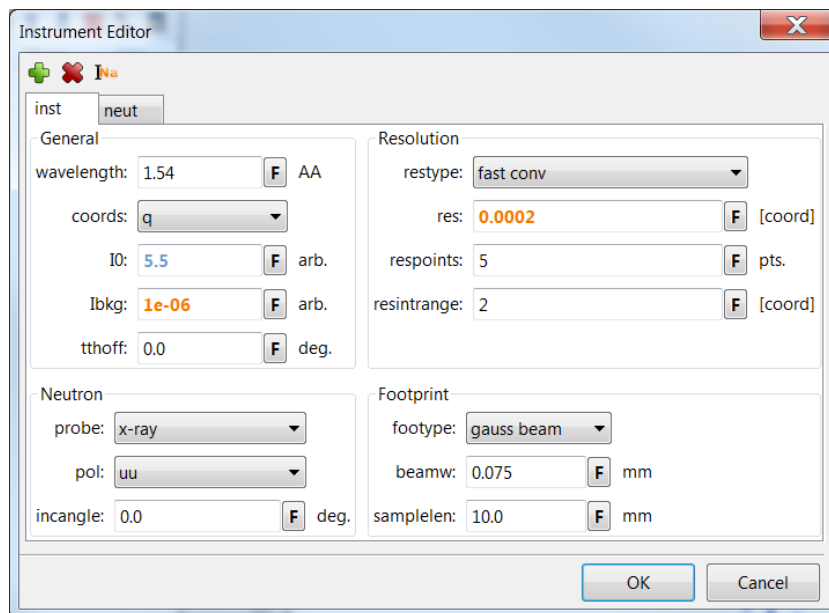 Instrument Editor
INa
inst neut
General
wavelength: 1.54 F AA
coords: q
I0: 5.5 F arb.
Ibkg: 1e-06 F arb.
tthoff: 0.0 F deg.
Resolution
restype: fast conv
res: 0.0002 F [coord]
respoints: 5 F pts.
resintrange: 2 F [coord]
Neutron
probe: x-ray
pol: uu
incangle: 0.0 F deg.
Footprint
footype: gauss beam
beamw: 0.075 F mm
samplelen: 10.0 F mm
OK Cancel